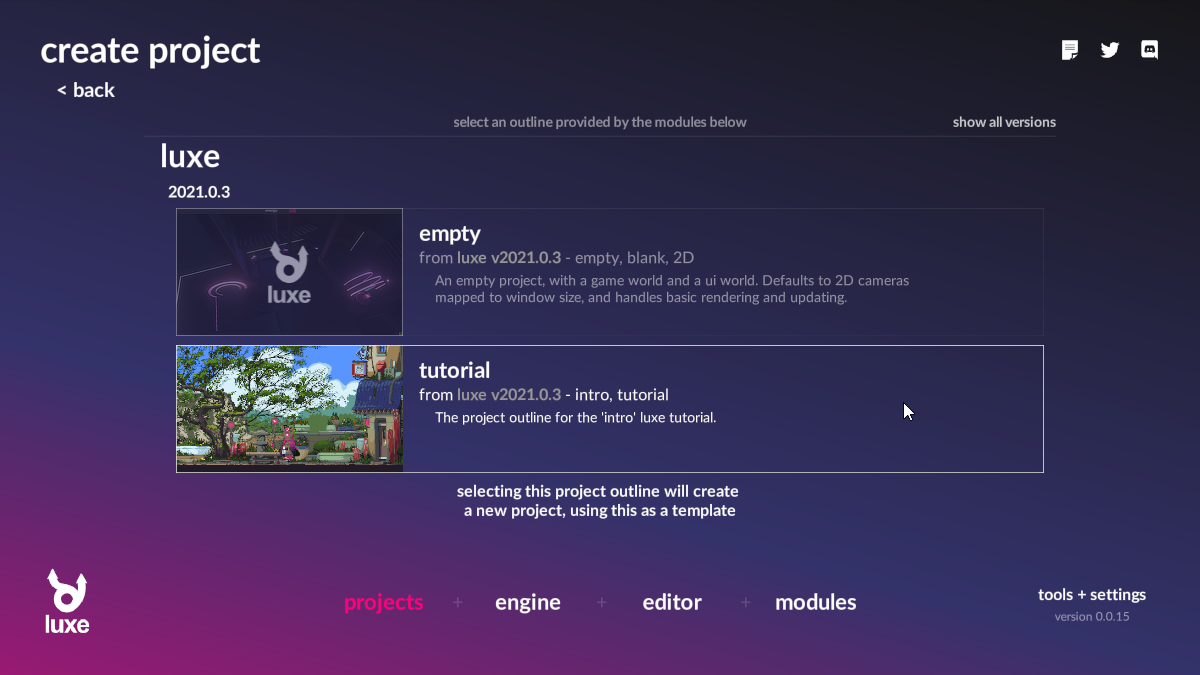 create project
< back
select an outline provided by the modules below
show all versions
luxe
2021.0.3
luxe
empty
from luxe v2021.0.3 - empty, blank, 2D
An empty project, with a game world and a ui world. Defaults to 2D cameras
mapped to window size, and handles basic rendering and updating.
tutorial
from luxe v2021.0.3 - intro, tutorial
The project outline for the 'intro' luxe tutorial.
selecting this project outline will create
a new project, using this as a template
luxe
projects + engine + editor + modules
tools + settings
version 0.0.15